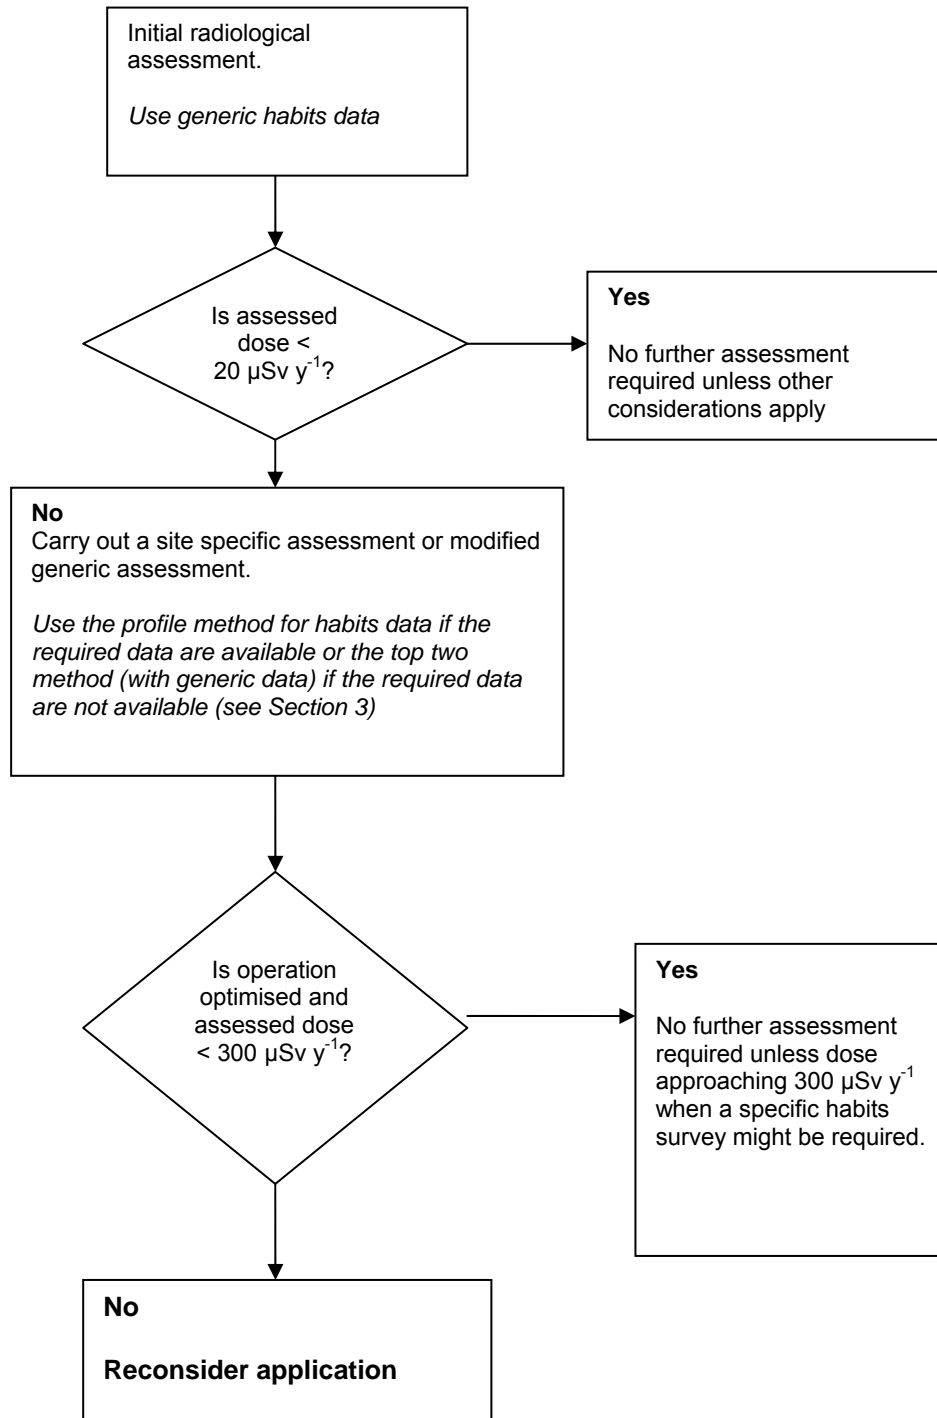 Initial radiological
assessment.
Use generic habits data
Is assessed
dose <
20 µSv y⁻¹?
Yes
No further assessment
required unless other
considerations apply
No
Carry out a site specific assessment or modified
generic assessment.
Use the profile method for habits data if the
required data are available or the top two
method (with generic data) if the required data
are not available (see Section 3)
Is operation
optimised and
assessed dose
< 300 µSv y⁻¹?
Yes
No further assessment
required unless dose
approaching 300 µSv y⁻¹
when a specific habits
survey might be required.
No
Reconsider application